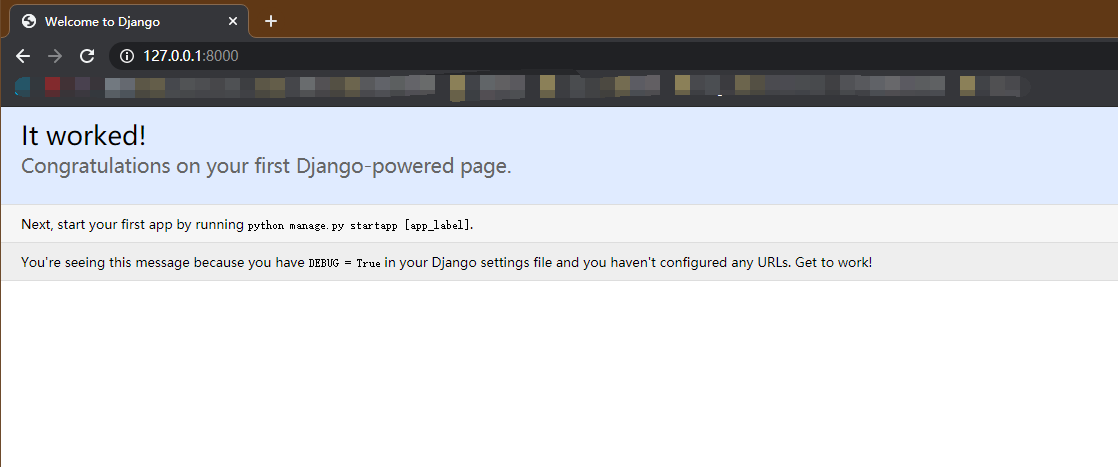 Welcome to Django
127.0.0.1:8000
It worked!
Congratulations on your first Django-powered page.
Next, start your first app by running python manage.py startapp [app_label].
You're seeing this message because you have DEBUG = True in your Django settings file and you haven't configured any URLs. Get to work!